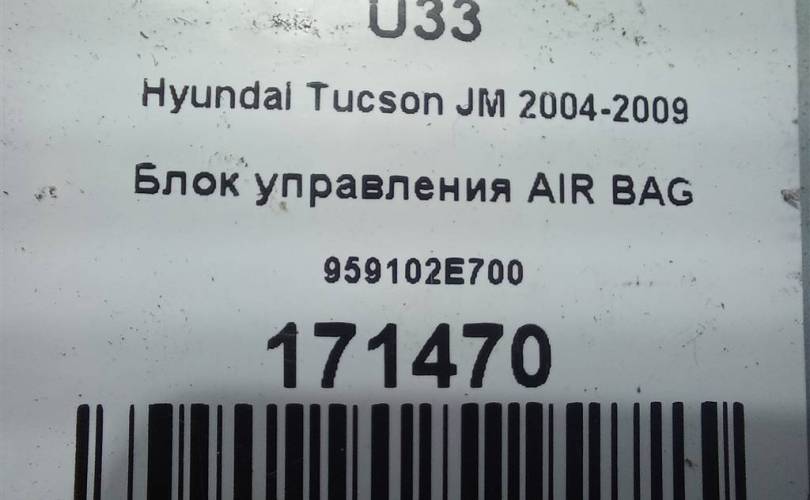 U33
Hyundai Tucson JM 2004-2009
Блок управления AIR BAG
959102E700
171470